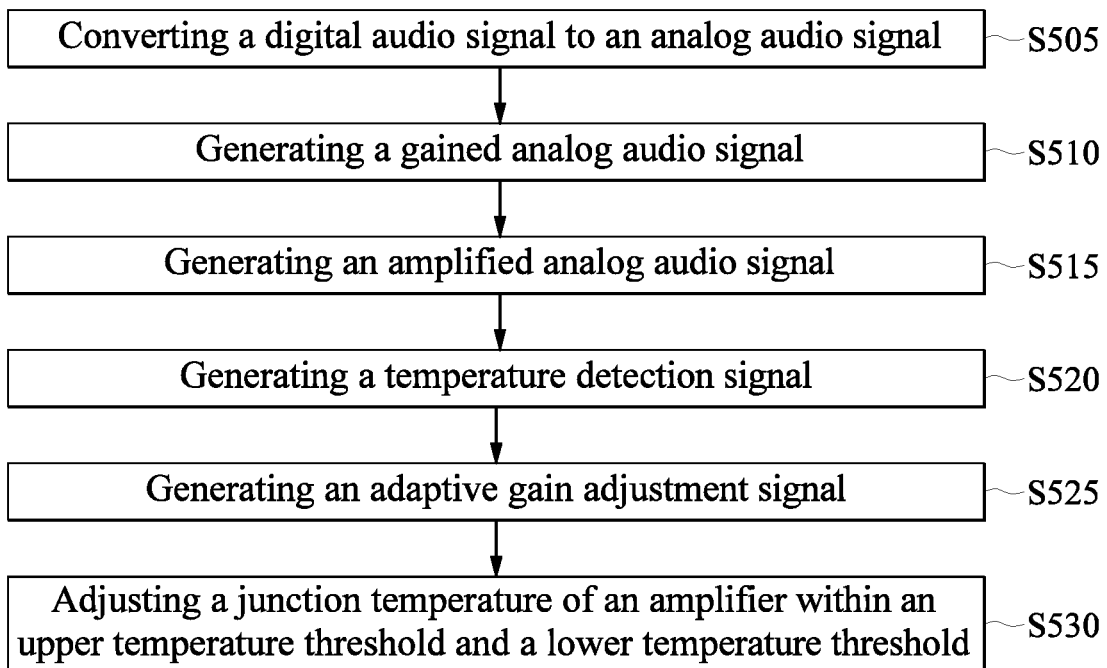 Converting a digital audio signal to an analog audio signal S505
Generating a gained analog audio signal S510
Generating an amplified analog audio signal S515
Generating a temperature detection signal S520
Generating an adaptive gain adjustment signal S525
Adjusting a junction temperature of an amplifier within an
upper temperature threshold and a lower temperature threshold
S530